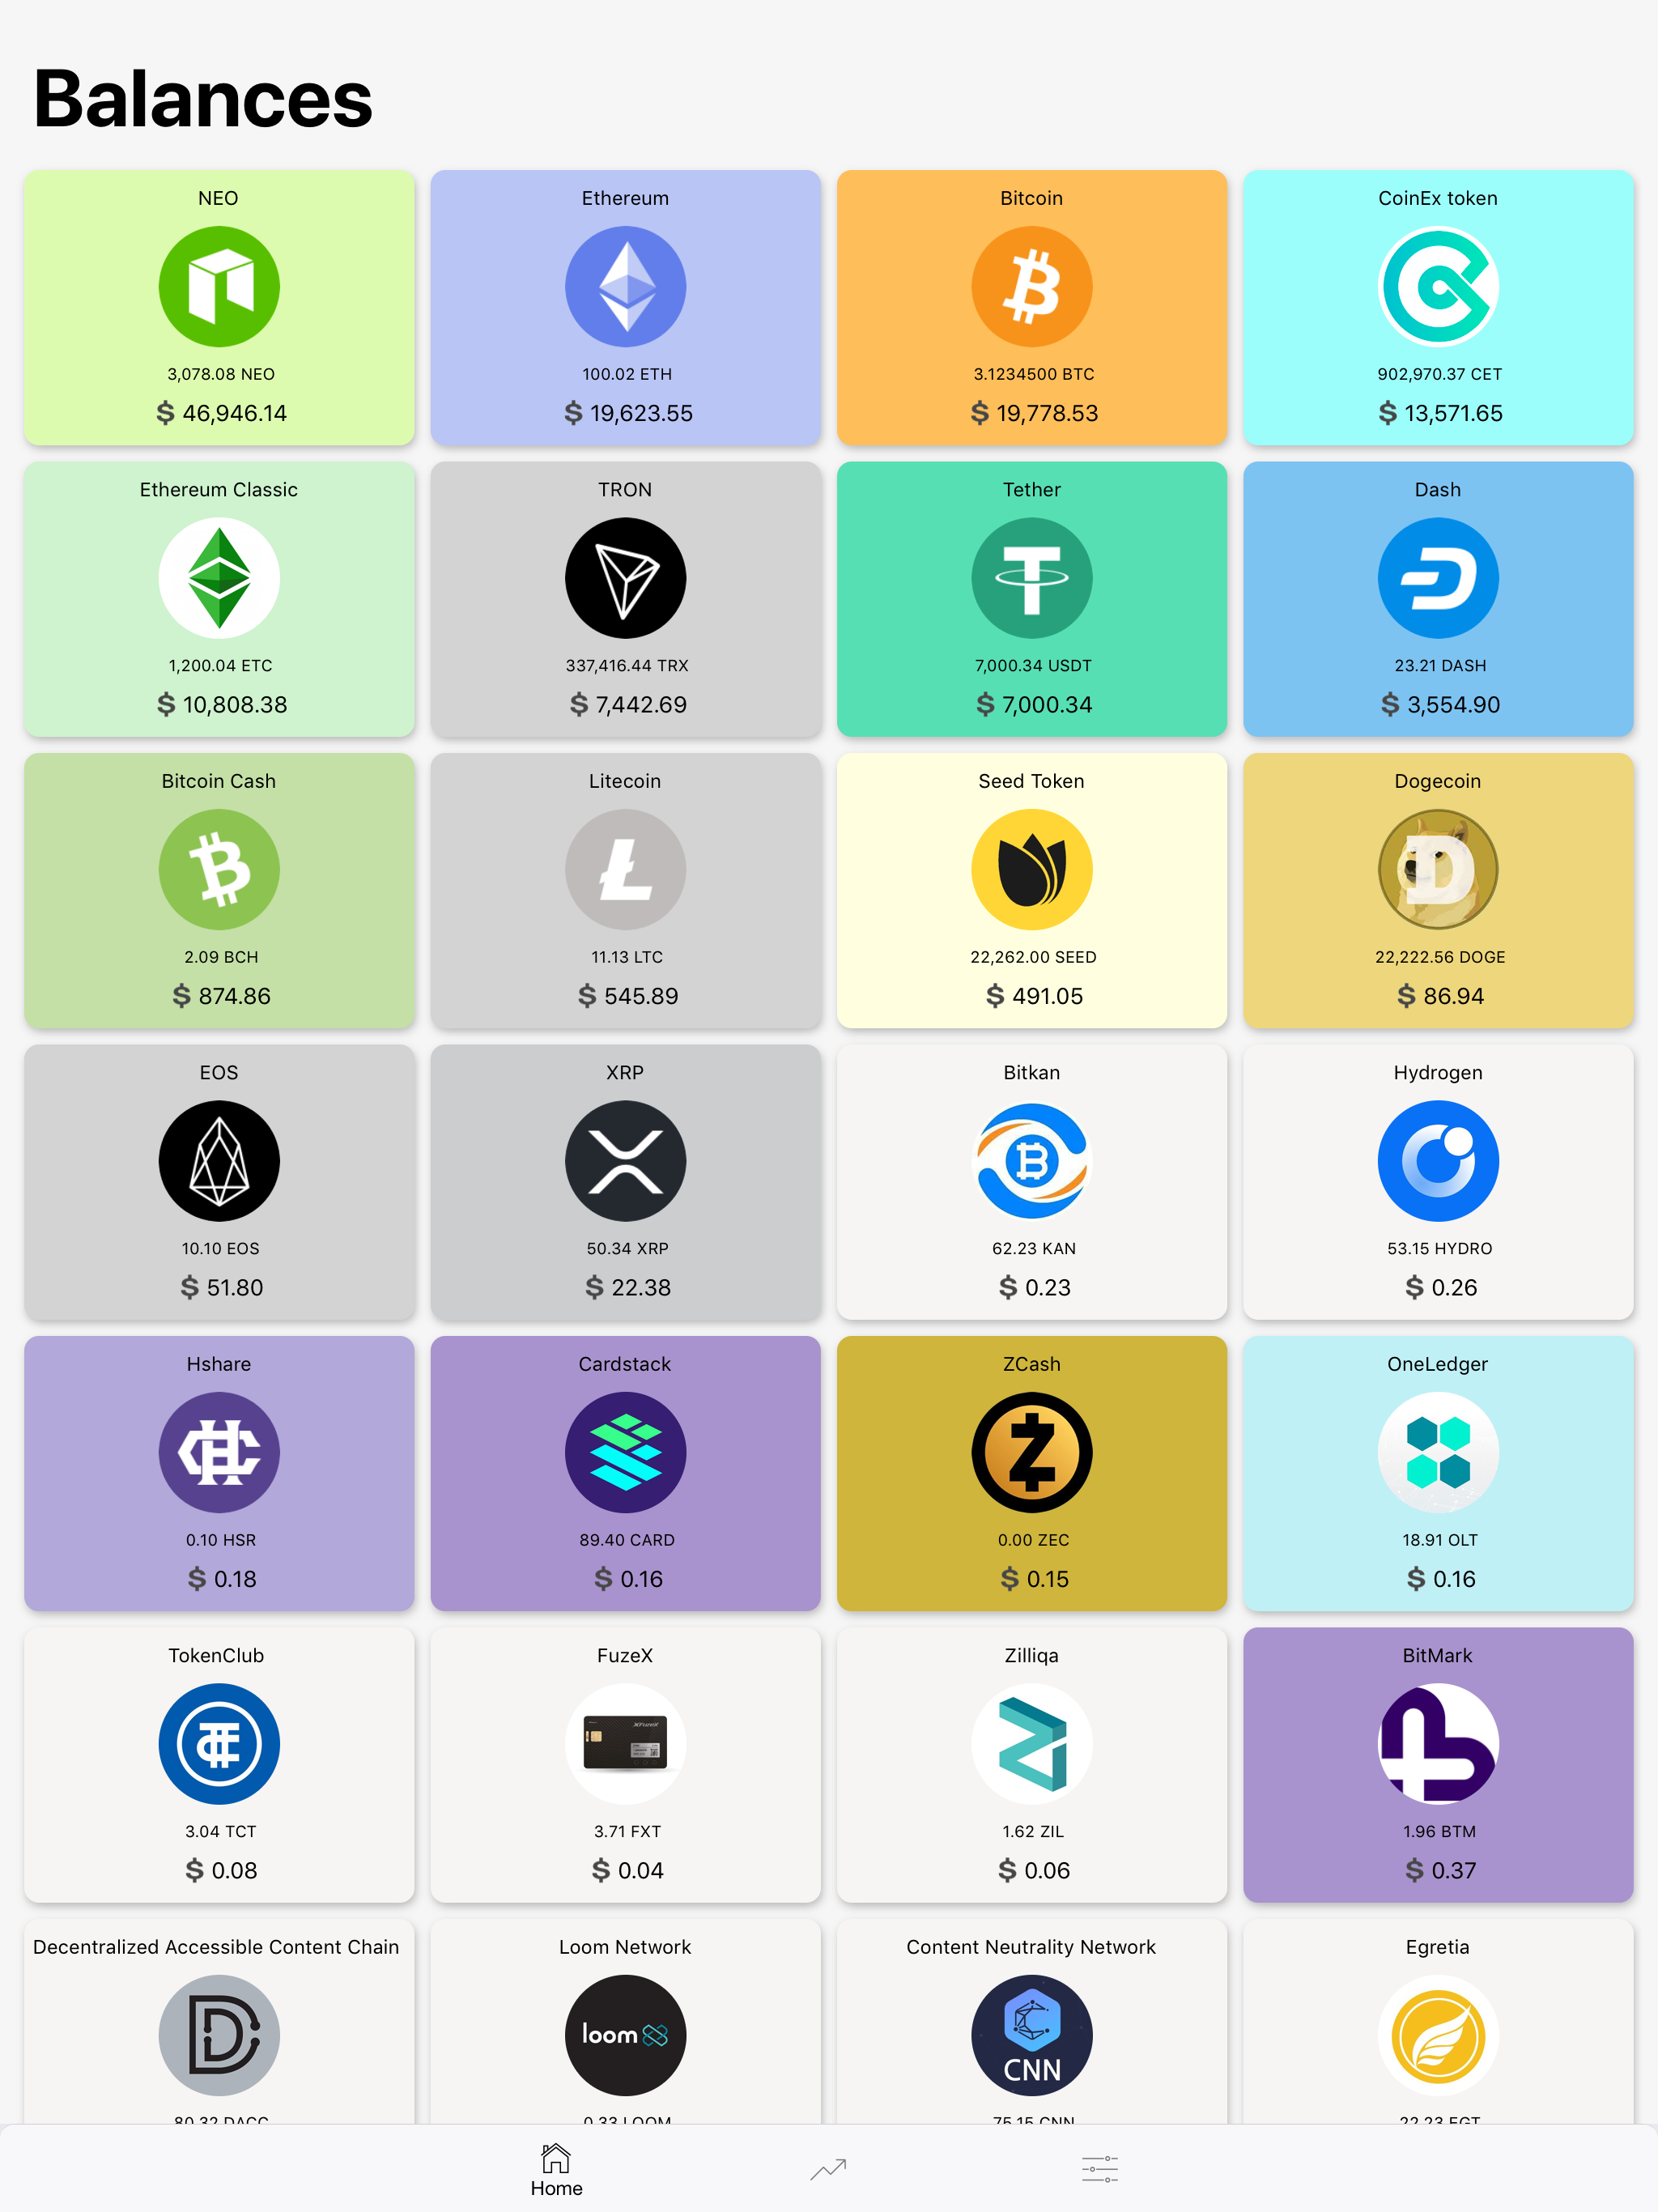 Balances
NEO
3,078.08 NEO
$ 46,946.14
Ethereum
100.02 ETH
$ 19,623.55
Bitcoin
3.1234500 BTC
$ 19,778.53
CoinEx token
902,970.37 CET
$ 13,571.65
Ethereum Classic
1,200.04 ETC
$ 10,808.38
TRON
337,416.44 TRX
$ 7,442.69
Tether
7,000.34 USDT
$ 7,000.34
Dash
23.21 DASH
$ 3,554.90
Bitcoin Cash
2.09 BCH
$ 874.86
Litecoin
11.13 LTC
$ 545.89
Seed Token
22,262.00 SEED
$ 491.05
Dogecoin
D
22,222.56 DOGE
$ 86.94
EOS
10.10 EOS
$ 51.80
XRP
50.34 XRP
$ 22.38
Bitkan
62.23 KAN
$ 0.23
Hydrogen
53.15 HYDRO
$ 0.26
Hshare
0.10 HSR
$ 0.18
Cardstack
89.40 CARD
$ 0.16
ZCash
0.00 ZEC
$ 0.15
OneLedger
18.91 OLT
$ 0.16
TokenClub
3.04 TCT
$ 0.08
FuzeX
3.71 FXT
$ 0.04
Zilliqa
1.62 ZIL
$ 0.06
BitMark
1.96 BTM
$ 0.37
Decentralized Accessible Content Chain
80.32 DACC
Loom Network
loom
0.33 LOOM
Content Neutrality Network
CNN
75.15 CNN
Egretia
22.23 EGT
Home